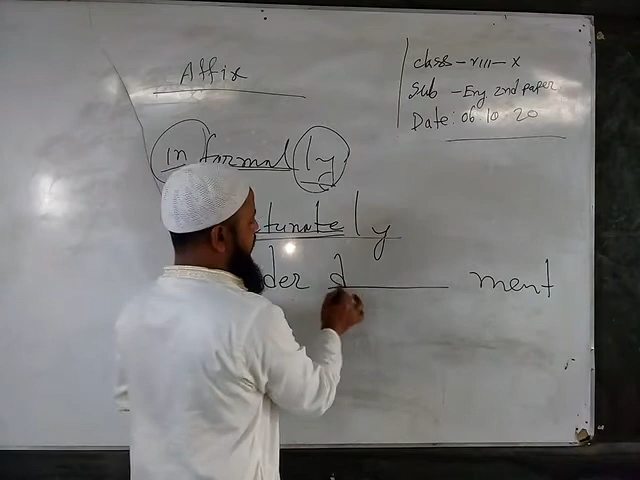 Affix
Class - VIII - X
Sub - Eng 2nd paper
Date: 06.10.20
in formal ly
tunately
der d ment